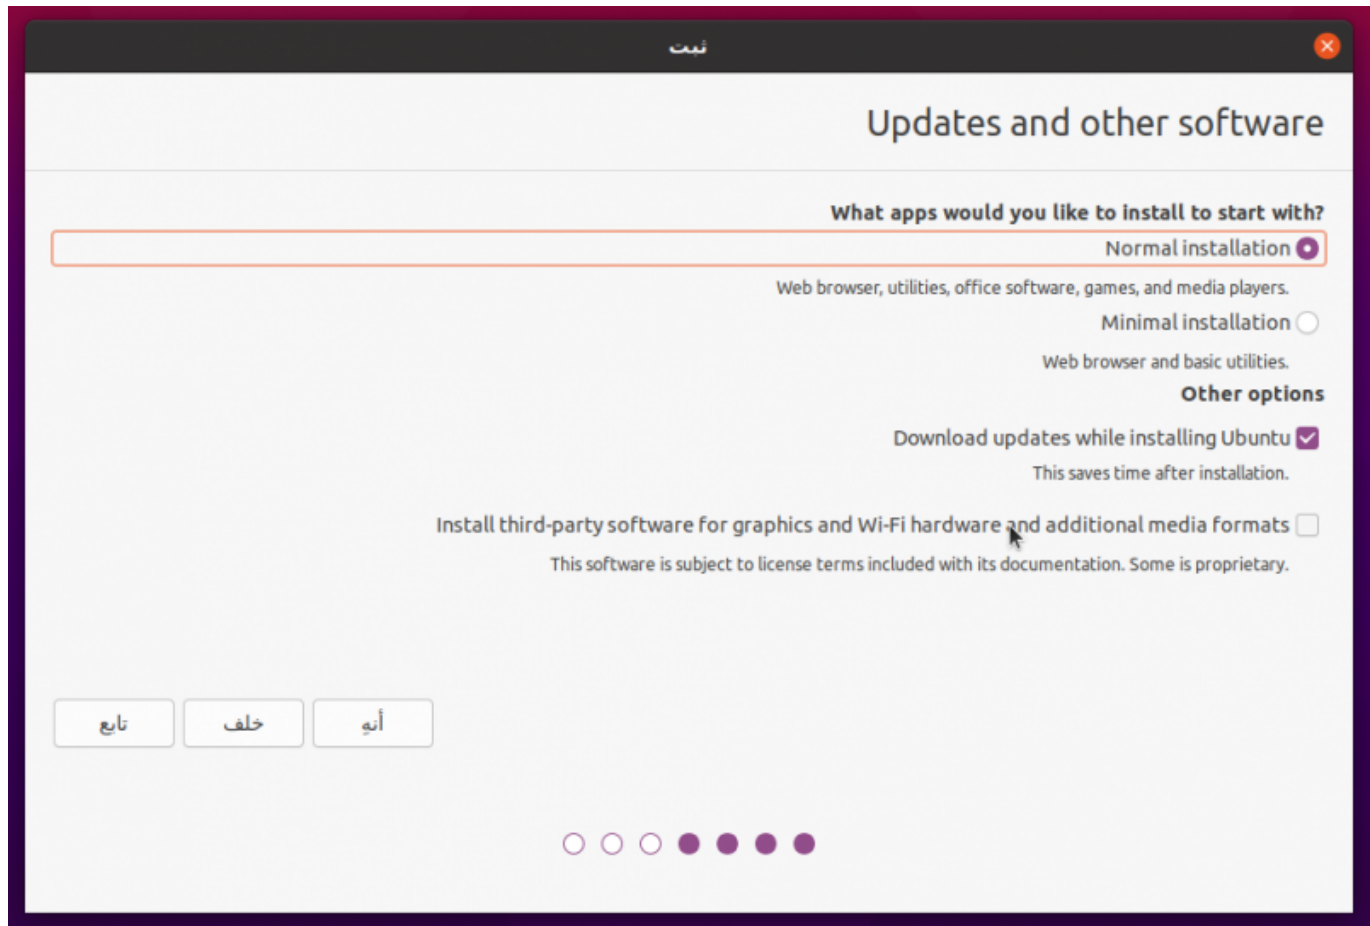 ثبت
Updates and other software
What apps would you like to install to start with?
Normal installation
Web browser, utilities, office software, games, and media players.
Minimal installation
Web browser and basic utilities.
Other options
Download updates while installing Ubuntu
This saves time after installation.
Install third-party software for graphics and Wi-Fi hardware and additional media formats
This software is subject to license terms included with its documentation. Some is proprietary.
أنهِ خلف تابع